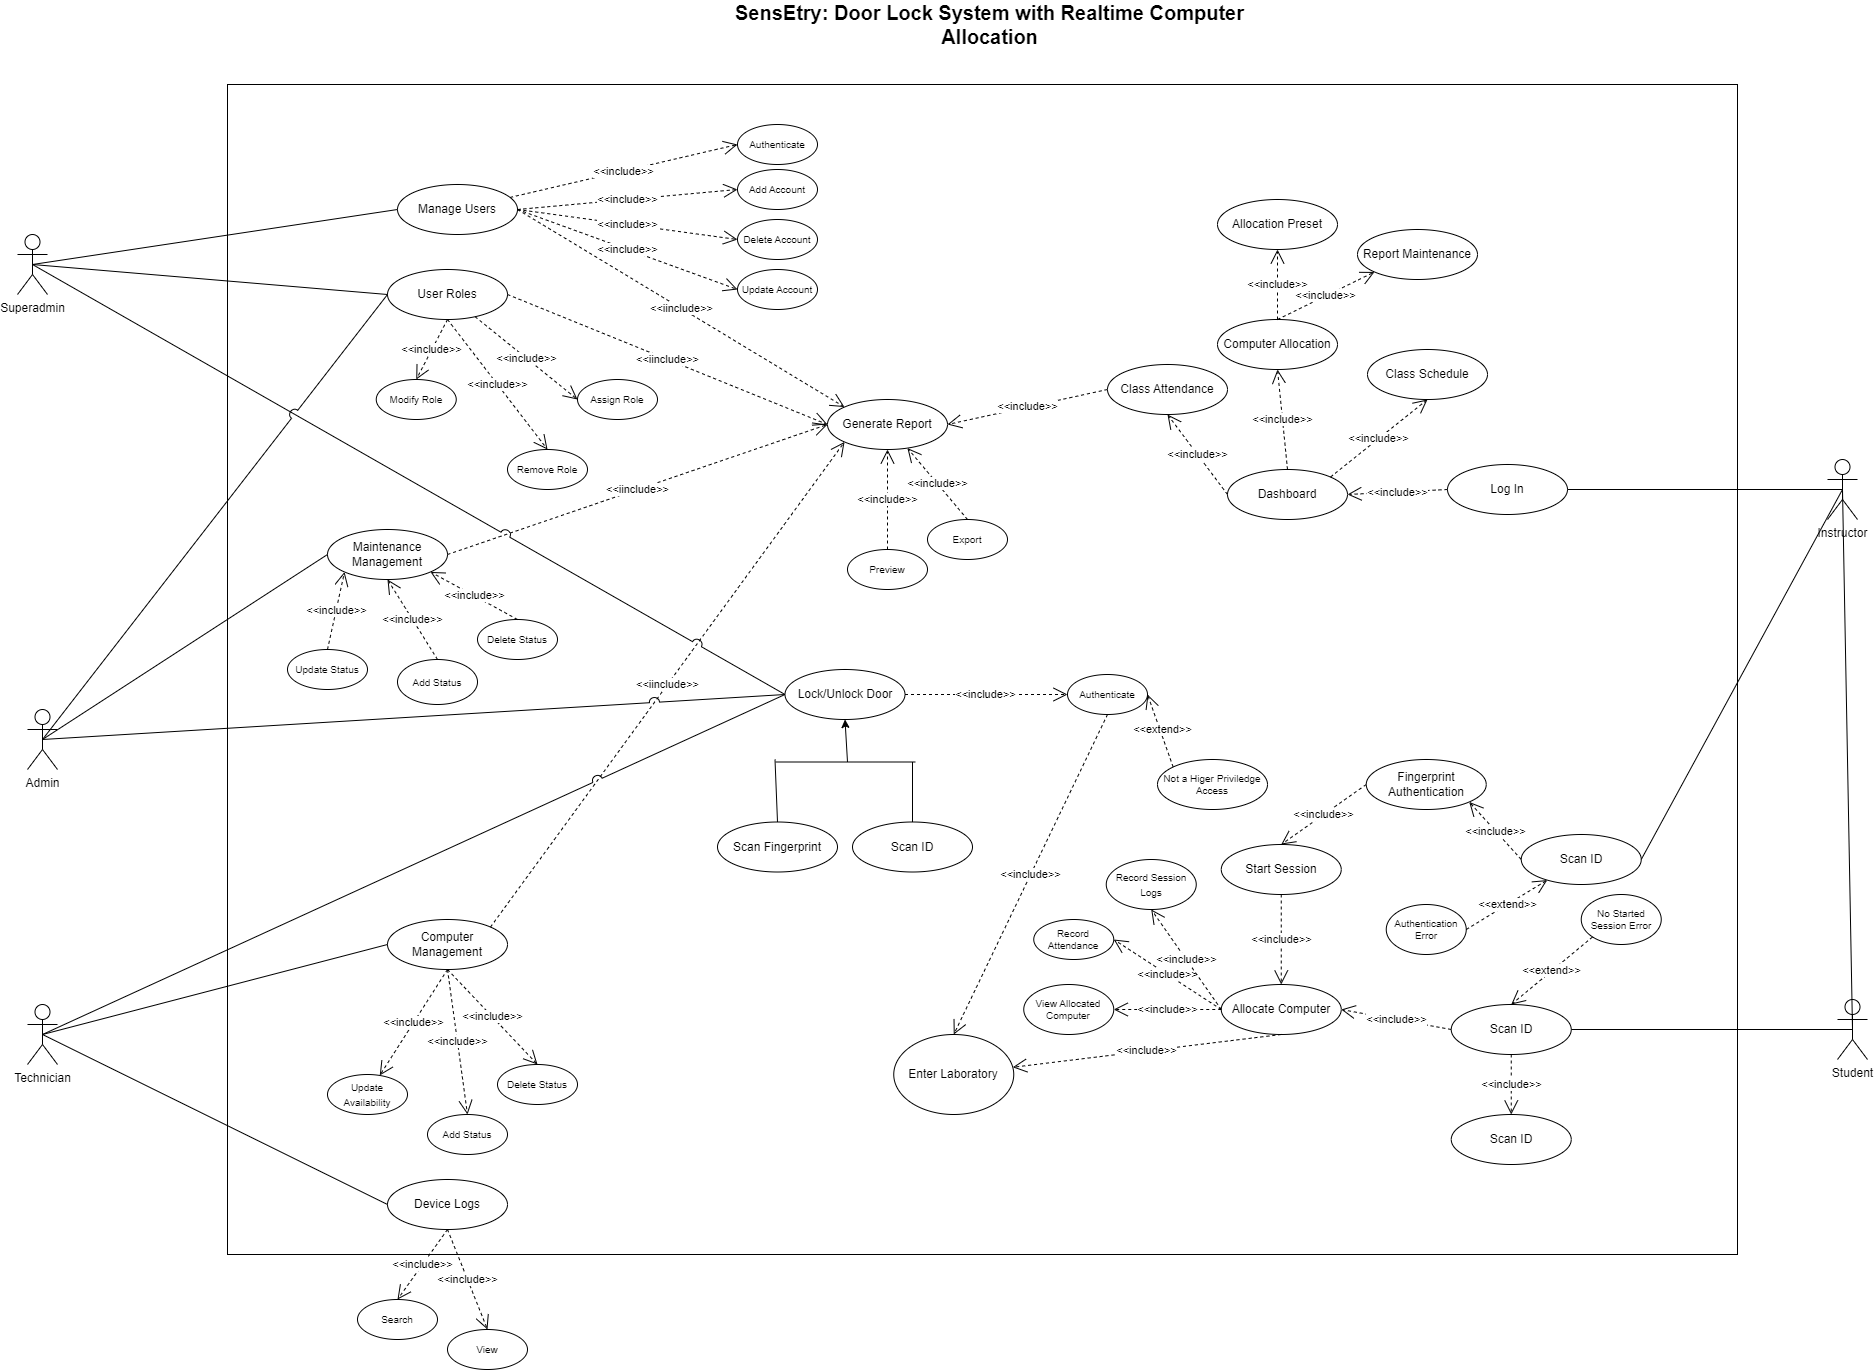 SensEtry: Door Lock System with Realtime Computer
Allocation
Authenticate
<<include>>
Add Account
<<include>>
Manage Users
<<include>>
Delete Account
<<include>>
Update Account
<<iinclude>>
Superadmin
User Roles
<<include>>
<<include>>
<<include>>
<<iinclude>>
Modify Role
Assign Role
Remove Role
Allocation Preset
Report Maintenance
<<include>>
<<include>>
Computer Allocation
Class Schedule
Class Attendance
<<include>>
Generate Report
<<include>>
<<include>>
<<include>>
Dashboard
<<include>>
Log In
Instructor
<<iinclude>>
<<include>>
<<include>>
Export
Preview
Maintenance
Management
<<include>>
<<include>>
<<include>>
Delete Status
Update Status
Add Status
<<iinclude>>
Lock/Unlock Door
<<include>>
Authenticate
<<extend>>
Not a Higer Priviledge
Access
Admin
Scan Fingerprint
Scan ID
<<include>>
Fingerprint
Authentication
<<include>>
<<include>>
Scan ID
Start Session
<<extend>>
Authentication
Error
No Started
Session Error
<<extend>>
Record Session
Logs
Record
Attendance
<<include>>
<<include>>
<<include>>
View Allocated
Computer
<<include>>
Allocate Computer
<<include>>
Scan ID
<<include>>
Enter Laboratory
<<include>>
Scan ID
Student
Computer
Management
<<include>>
<<include>>
<<include>>
Technician
Update
Availability
Delete Status
Add Status
Device Logs
<<include>>
<<include>>
Search
View